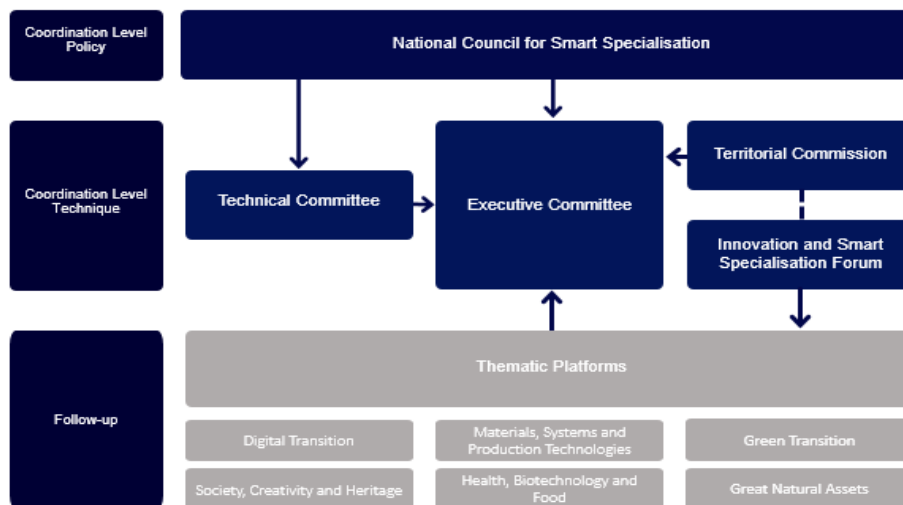 Coordination Level
Policy
National Council for Smart Specialisation
Coordination Level
Technique
Technical Committee
Executive Committee
Territorial Commission
Innovation and Smart
Specialisation Forum
Follow-up
Thematic Platforms
Digital Transition
Materials, Systems and
Production Technologies
Green Transition
Society, Creativity and Heritage
Health, Biotechnology and
Food
Great Natural Assets